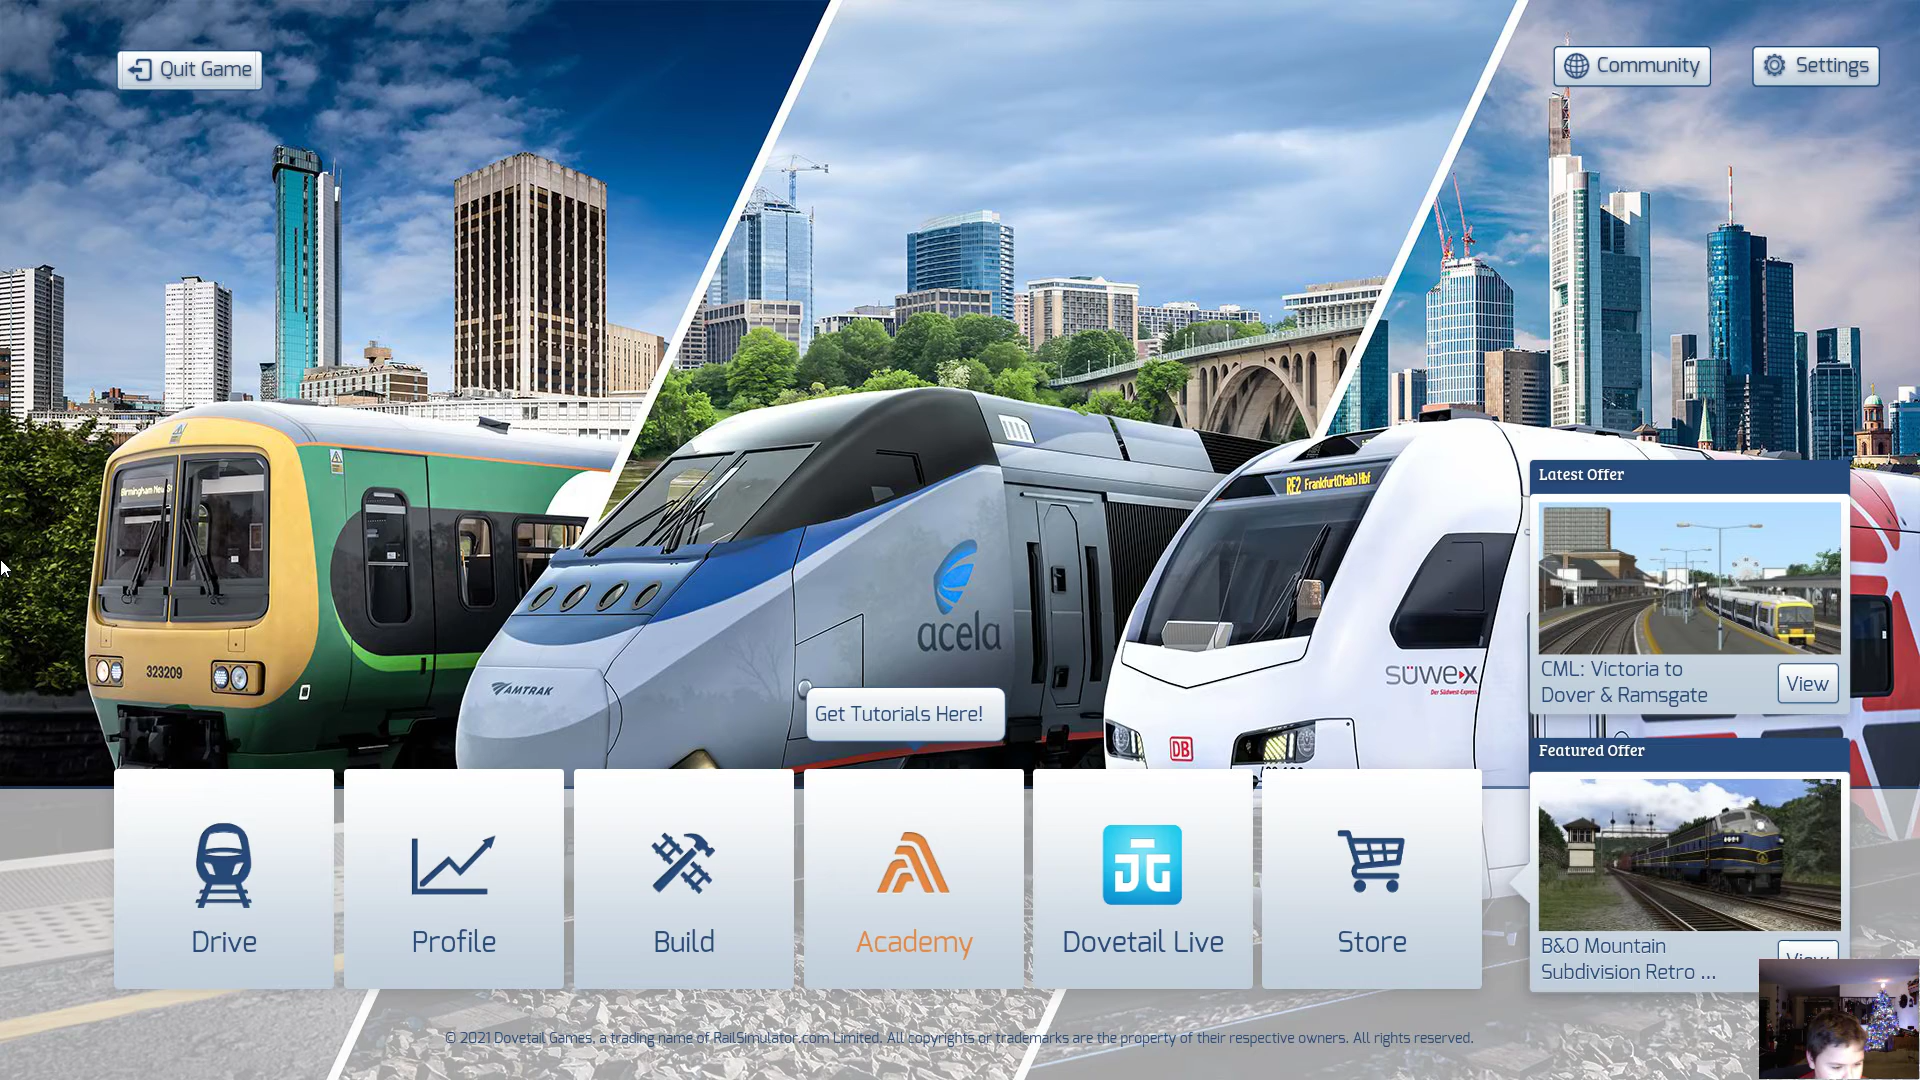 Quit Game
Community
Settings
Birmingham New S
RE2 Frankfurt(Main) Hbf
Latest Offer
acela
323209
AMTRAK
süwex
Der Südwest-Express
DB
CML: Victoria to
Dover & Ramsgate
View
Get Tutorials Here!
Featured Offer
B&O Mountain
Subdivision Retro ...
View
Drive
Profile
Build
Academy
Dovetail Live
Store
© 2021 Dovetail Games, a trading name of RailSimulator.com Limited. All copyrights or trademarks are the property of their respective owners. All rights reserved.